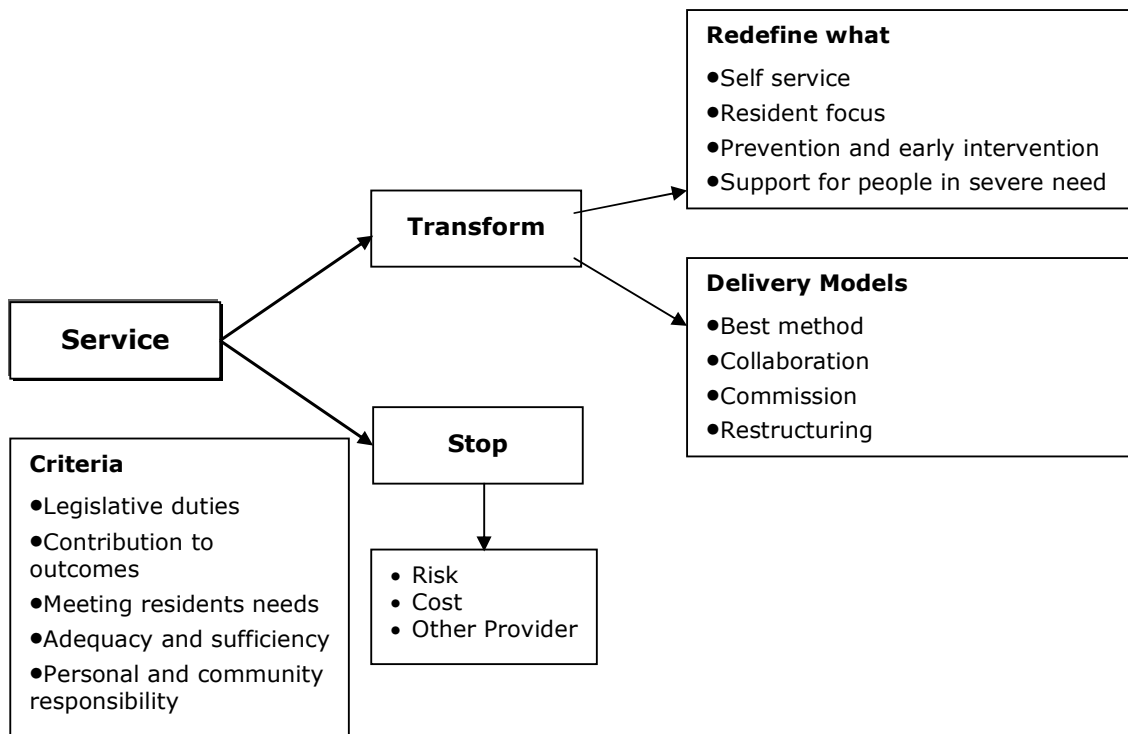 Service
Criteria
●Legislative duties
●Contribution to
outcomes
●Meeting residents needs
●Adequacy and sufficiency
●Personal and community
responsibility
Transform
Stop
• Risk
• Cost
• Other Provider
Redefine what
●Self service
●Resident focus
●Prevention and early intervention
●Support for people in severe need
Delivery Models
●Best method
●Collaboration
●Commission
●Restructuring